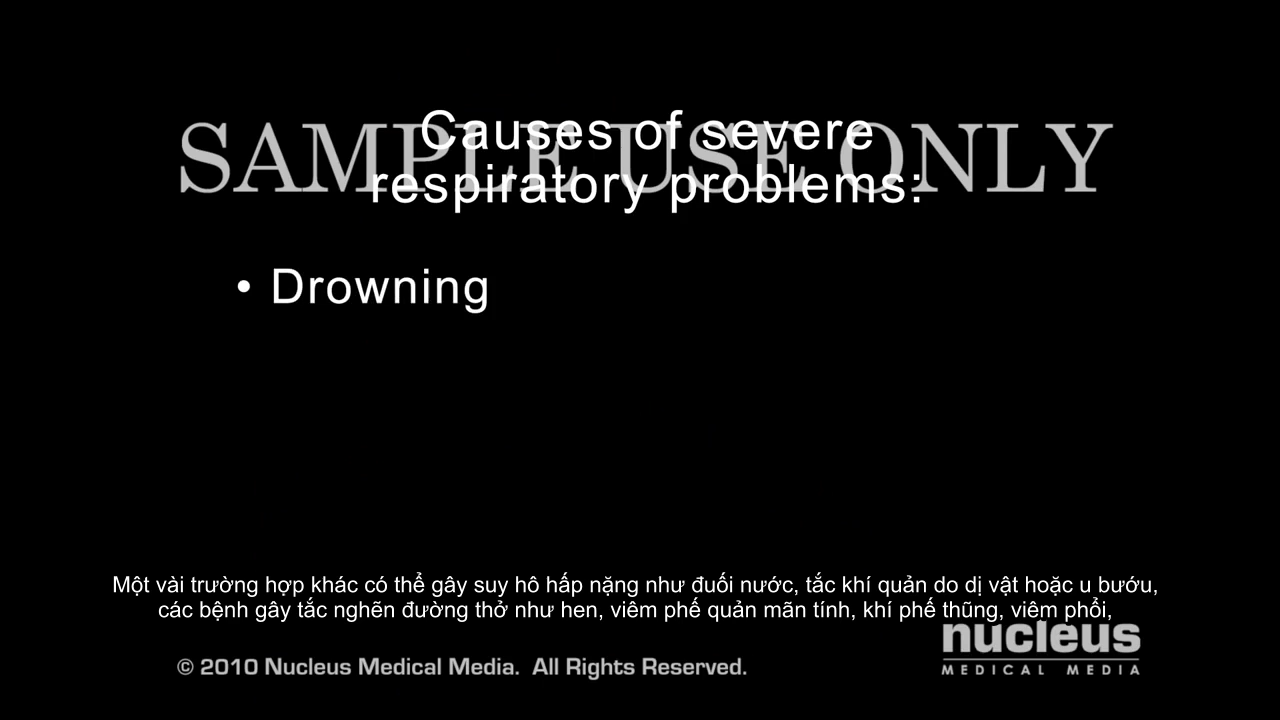 SAMPLE USE ONLY
Causes of severe
respiratory problems:
• Drowning
Một vài trường hợp khác có thể gây suy hô hấp nặng như đuối nước, tắc khí quản do dị vật hoặc u bướu,
các bệnh gây tắc nghẽn đường thở như hen, viêm phế quản mãn tính, khí phế thũng, viêm phổi,
nucleus
MEDICAL MEDIA
© 2010 Nucleus Medical Media. All Rights Reserved.